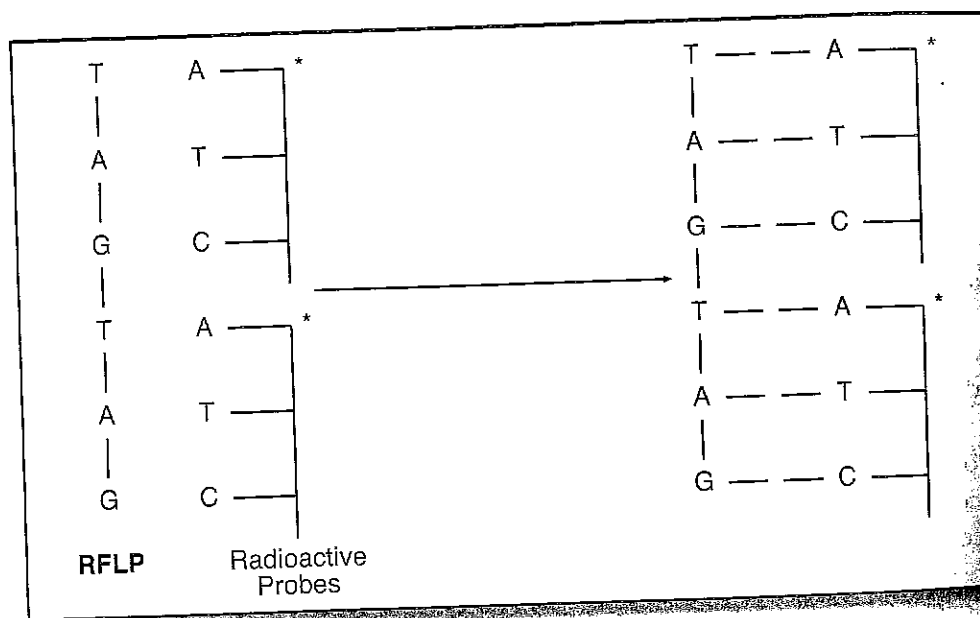 T A * T — A *
A T A — T
G C G — C
T A * T — A *
A T A — T
G C G — C
RFLP Radioactive
Probes